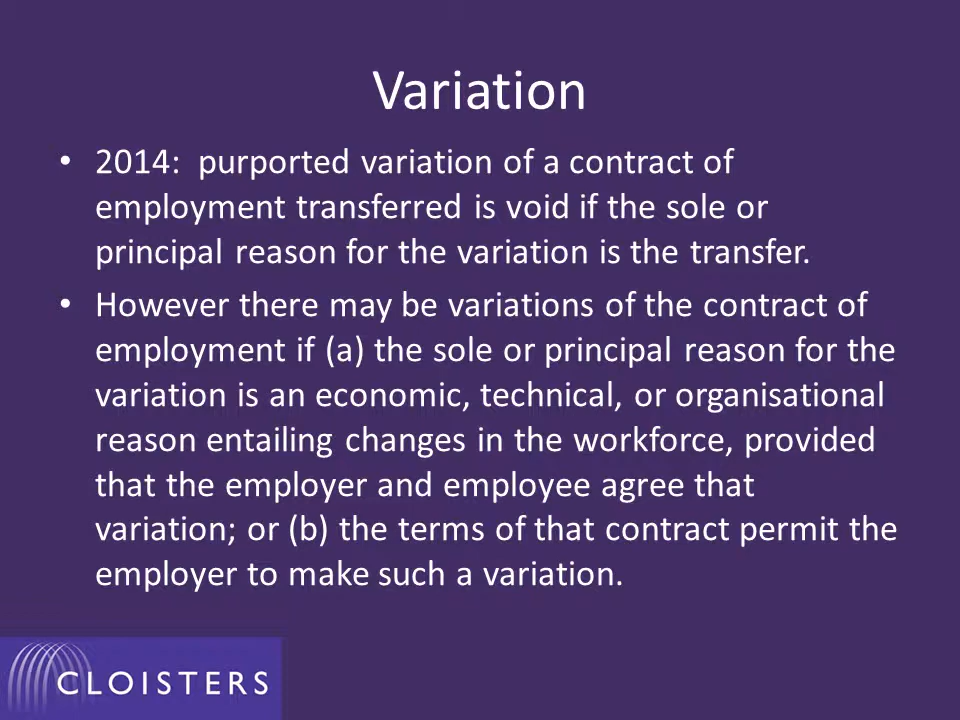 Variation
• 2014:  purported variation of a contract of
employment transferred is void if the sole or
principal reason for the variation is the transfer.
• However there may be variations of the contract of
employment if (a) the sole or principal reason for the
variation is an economic, technical, or organisational
reason entailing changes in the workforce, provided
that the employer and employee agree that
variation; or (b) the terms of that contract permit the
employer to make such a variation.
CLOISTERS